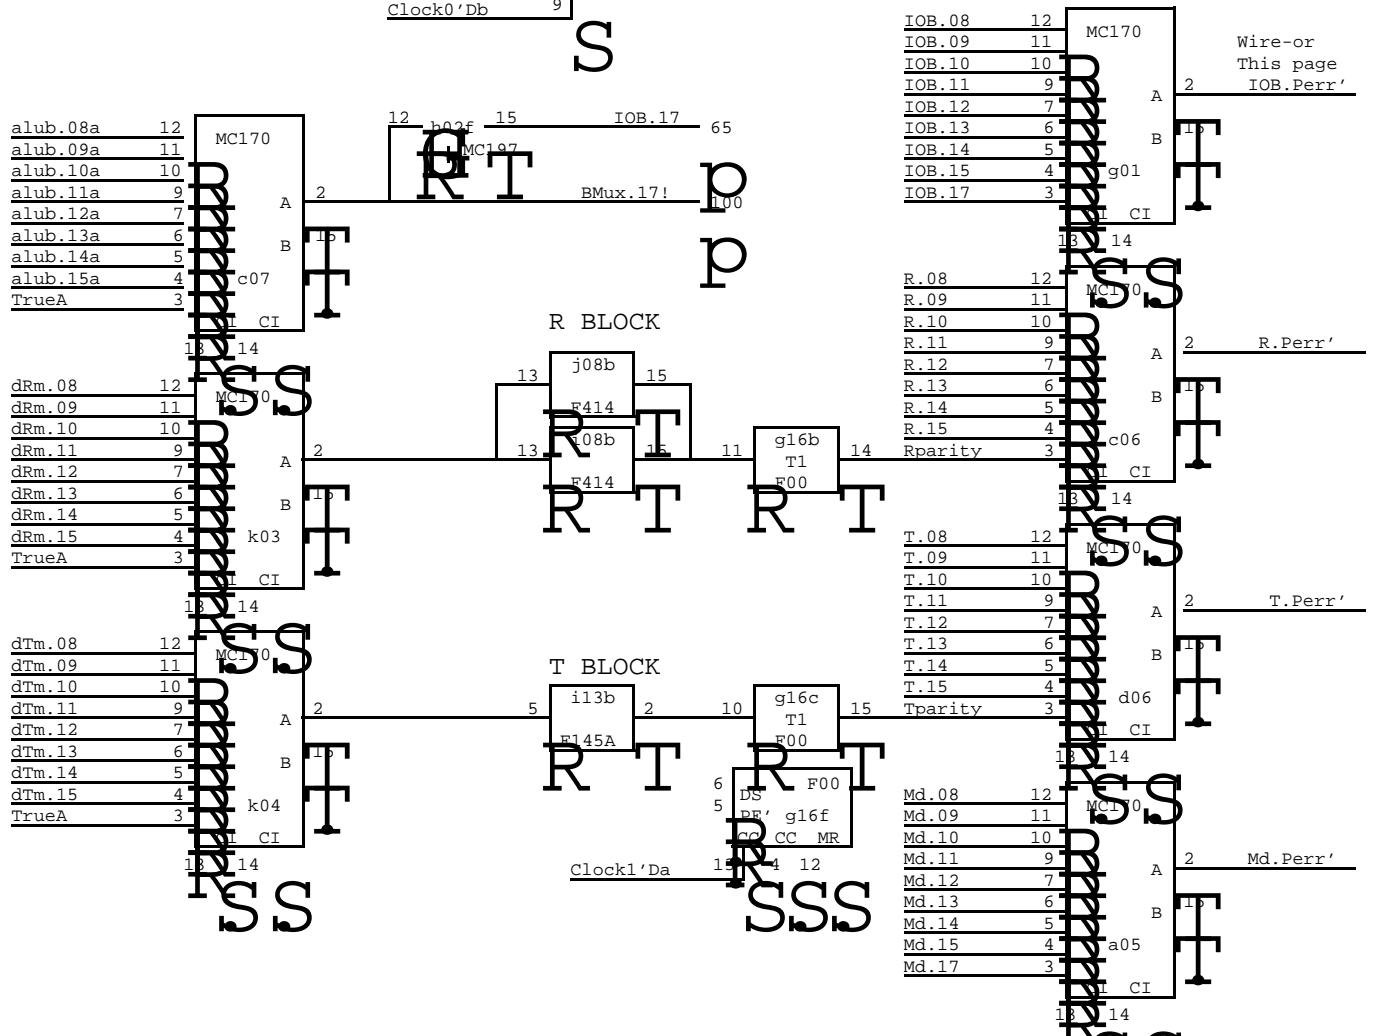 Clock0'Db 9
S
IOB.08 12
IOB.09 11
IOB.10 10
IOB.11 9
IOB.12 7
IOB.13 6
IOB.14 5
IOB.15 4
IOB.17 3
MC170
A
B
g01
CI
13 14
2
Wire-or
This page
IOB.Perr'
T
T
alub.08a 12
alub.09a 11
alub.10a 10
alub.11a 9
alub.12a 7
alub.13a 6
alub.14a 5
alub.15a 4
TrueA 3
MC170
A
B
c07
CI
13 14
2
T
T
12
h02f
MC197
R T
15 IOB.17 65
p
BMux.17! 100
p
R BLOCK
R.08 12
R.09 11
R.10 10
R.11 9
R.12 7
R.13 6
R.14 5
R.15 4
Rparity 3
MC170
S S
A
B
c06
CI
13 14
2 R.Perr'
T
T
dRm.08 12
dRm.09 11
dRm.10 10
dRm.11 9
dRm.12 7
dRm.13 6
dRm.14 5
dRm.15 4
TrueA 3
MC170
S S
A
B
k03
CI
13 14
2
T
T
13 j08b 15
F414
R T
13 i08b 15
F414
R T
11 g16b 14
T1
F00
R T
T.08 12
T.09 11
T.10 10
T.11 9
T.12 7
T.13 6
T.14 5
T.15 4
Tparity 3
MC170
S S
A
B
d06
CI
13 14
2 T.Perr'
T
T
dTm.08 12
dTm.09 11
dTm.10 10
dTm.11 9
dTm.12 7
dTm.13 6
dTm.14 5
dTm.15 4
TrueA 3
MC170
S S
A
B
k04
CI
13 14
S S
2
T
T
T BLOCK
5 i13b 2
F145A
R T
10 g16c 15
T1
F00
R T
6 F00
DS
5
PE' g16f
CC CC MR
Clock1'Da 13 4 12
SSS
Md.08 12
Md.09 11
Md.10 10
Md.11 9
Md.12 7
Md.13 6
Md.14 5
Md.15 4
Md.17 3
MC170
S S
A
B
a05
CI
13 14
2 Md.Perr'
T
T